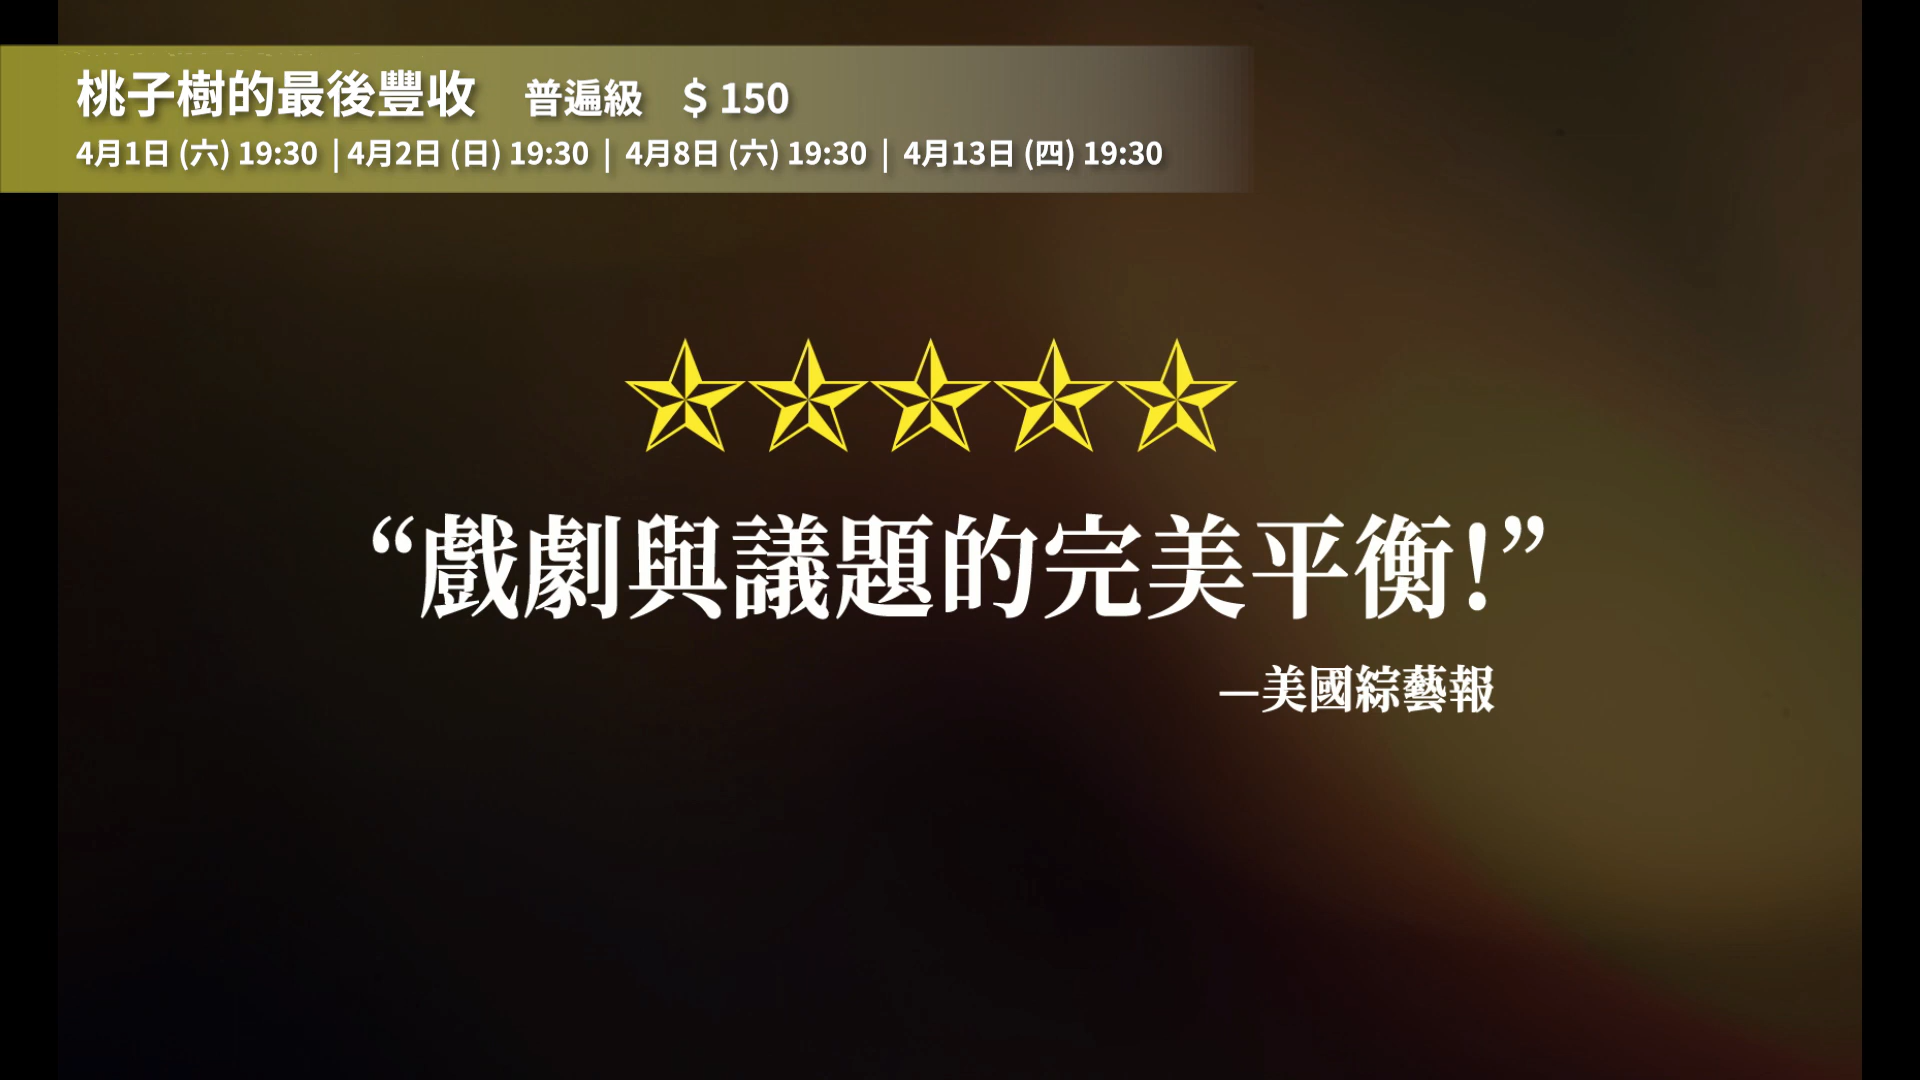 桃子樹的最後豐收 普遍級 $ 150
4月1日 (六) 19:30 | 4月2日 (日) 19:30 | 4月8日 (六) 19:30 | 4月13日 (四) 19:30
“戲劇與議題的完美平衡!”
—美國綜藝報